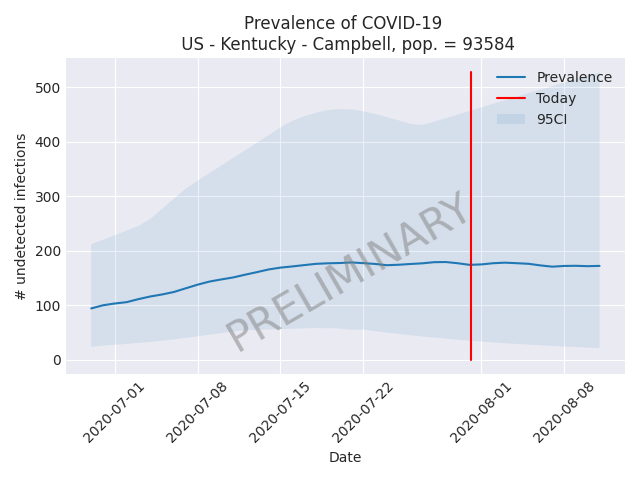 Prevalence of COVID-19
US - Kentucky - Campbell, pop. = 93584
Prevalence
Today
95CI
# undetected infections
500
400
300
200
100
0
PRELIMINARY
2020-07-01
2020-07-08
2020-07-15
2020-07-22
2020-08-01
2020-08-08
Date